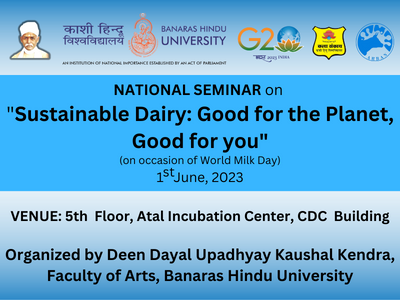 काशी हिन्दू
विश्वविद्यालय
BANARAS HINDU
UNIVERSITY
AN INSTITUTION OF NATIONAL IMPORTANCE ESTABLISHED BY AN ACT OF PARLIAMENT
G20
भारत 2023 INDIA
NATIONAL SEMINAR on
"Sustainable Dairy: Good for the Planet,
Good for you"
(on occasion of World Milk Day)
1st June, 2023
VENUE: 5th Floor, Atal Incubation Center, CDC Building
Organized by Deen Dayal Upadhyay Kaushal Kendra,
Faculty of Arts, Banaras Hindu University